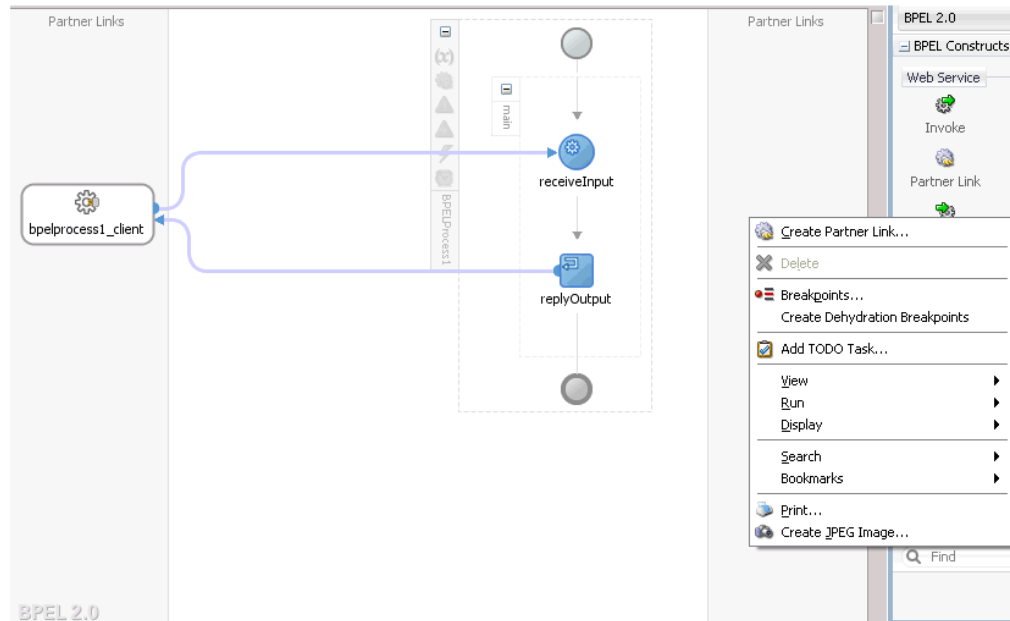 Partner Links
Partner Links
BPEL 2.0
BPEL Constructs
Web Service
(x)
main
Invoke
receiveInput
Partner Link
BPELProcess1
bpelprocess1_client
Create Partner Link...
Delete
replyOutput
Breakpoints...
Create Dehydration Breakpoints
Add TODO Task...
View
Run
Display
Search
Bookmarks
Print...
Create JPEG Image...
Find
BPEL 2.0